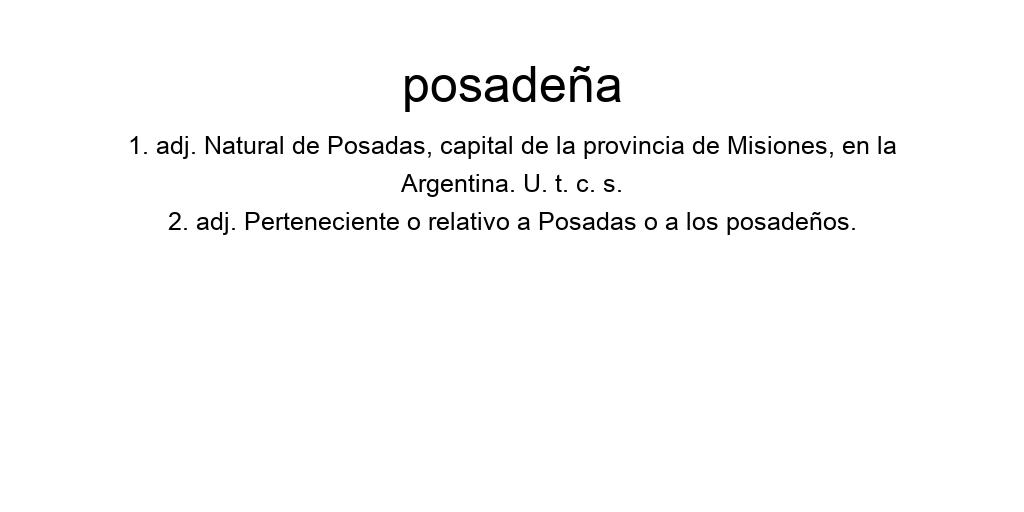 posadeña
1. adj. Natural de Posadas, capital de la provincia de Misiones, en la
Argentina. U. t. c. s.
2. adj. Perteneciente o relativo a Posadas o a los posadeños.